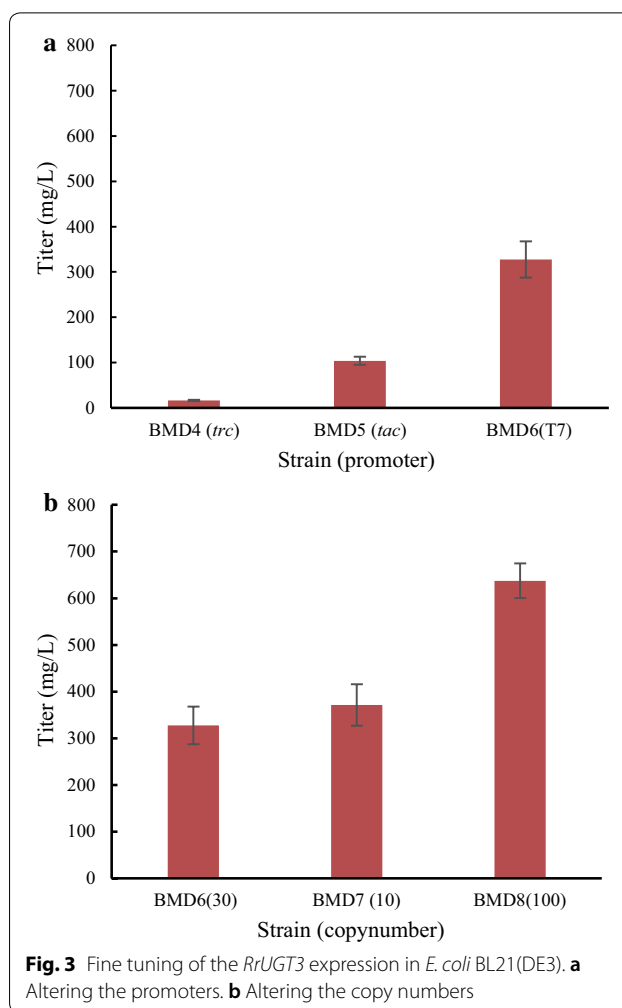 a
800
700
600
500
400
300
200
100
0
Titer (mg/L)
BMD4 (trc) BMD5 (tac) BMD6(T7)
Strain (promoter)
b
800
700
600
500
400
300
200
100
0
Titer (mg/L)
BMD6(30) BMD7 (10) BMD8(100)
Strain (copynumber)
Fig. 3 Fine tuning of the RrUGT3 expression in E. coli BL21(DE3). a
Altering the promoters. b Altering the copy numbers